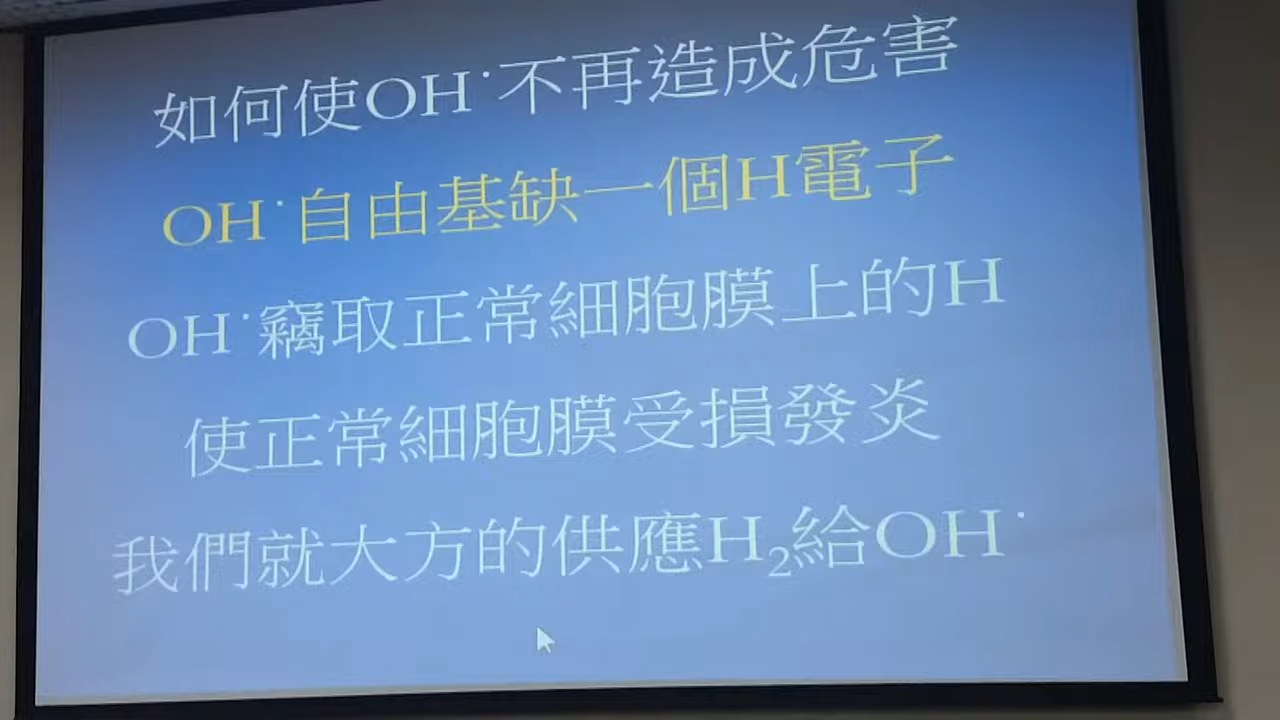 如何使OH˙不再造成危害
OH˙自由基缺一個H電子
OH˙竊取正常細胞膜上的H
使正常細胞膜受損發炎
我們就大方的供應H₂給OH˙